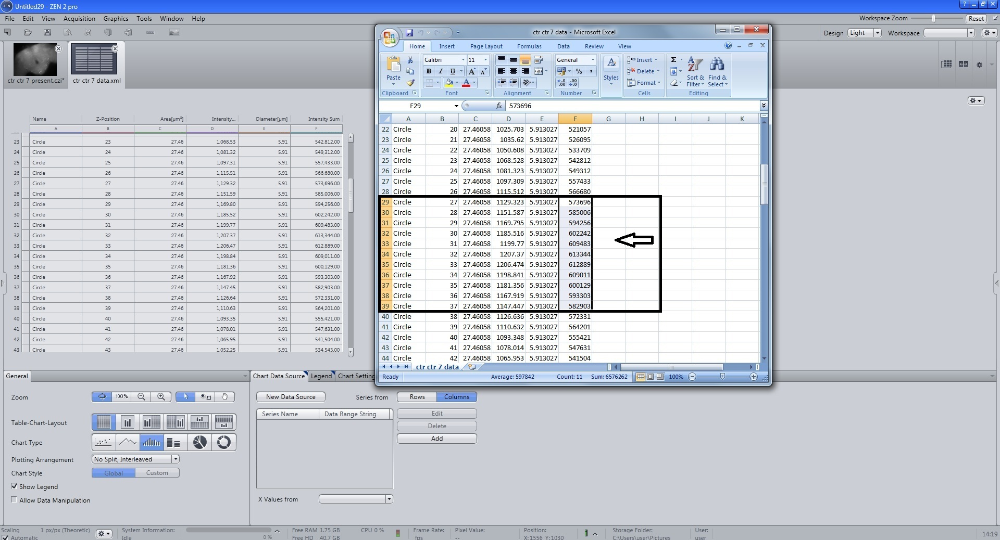 Untitled29 - ZEN 2 pro
File Edit View Acquisition Graphics Tools Window Help
Workspace Zoom Reset
Design Light Workspace
ctr ctr 7 present.czi*
ctr ctr 7 data.xml
Name Z-Position Area[µm²] Intensity... Diameter[µm] Intensity Sum
A B C D E F
23 Circle 23 27.46 1,068.53 5.91 542,812.00
24 Circle 24 27.46 1,081.32 5.91 549,312.00
25 Circle 25 27.46 1,097.31 5.91 557,433.00
26 Circle 26 27.46 1,115.51 5.91 566,680.00
27 Circle 27 27.46 1,129.32 5.91 573,696.00
28 Circle 28 27.46 1,151.59 5.91 585,006.00
29 Circle 29 27.46 1,169.80 5.91 594,256.00
30 Circle 30 27.46 1,185.52 5.91 602,242.00
31 Circle 31 27.46 1,199.77 5.91 609,483.00
32 Circle 32 27.46 1,207.37 5.91 613,344.00
33 Circle 33 27.46 1,206.47 5.91 612,889.00
34 Circle 34 27.46 1,198.84 5.91 609,011.00
35 Circle 35 27.46 1,181.36 5.91 600,129.00
36 Circle 36 27.46 1,167.92 5.91 593,303.00
37 Circle 37 27.46 1,147.45 5.91 582,903.00
38 Circle 38 27.46 1,126.64 5.91 572,331.00
39 Circle 39 27.46 1,110.63 5.91 564,201.00
40 Circle 40 27.46 1,093.35 5.91 555,421.00
41 Circle 41 27.46 1,078.01 5.91 547,631.00
42 Circle 42 27.46 1,065.95 5.91 541,504.00
43 Circle 43 27.46 1,052.25 5.91 534,543.00
ctr ctr 7 data - Microsoft Excel
Home Insert Page Layout Formulas Data Review View
Paste
Clipboard
Calibri 11
B I U A A
A
Font
Alignment
General
% ,
Number
Styles
Insert
Delete
Format
Cells
Σ Sort & Filter Find & Select
Editing
F29 fx 573696
A B C D E F G H I J K
22 Circle 20 27.46058 1025.703 5.913027 521057
23 Circle 21 27.46058 1035.62 5.913027 526095
24 Circle 22 27.46058 1050.608 5.913027 533709
25 Circle 23 27.46058 1068.528 5.913027 542812
26 Circle 24 27.46058 1081.323 5.913027 549312
27 Circle 25 27.46058 1097.309 5.913027 557433
28 Circle 26 27.46058 1115.512 5.913027 566680
29 Circle 27 27.46058 1129.323 5.913027 573696
30 Circle 28 27.46058 1151.587 5.913027 585006
31 Circle 29 27.46058 1169.795 5.913027 594256
32 Circle 30 27.46058 1185.516 5.913027 602242
33 Circle 31 27.46058 1199.77 5.913027 609483
34 Circle 32 27.46058 1207.37 5.913027 613344
35 Circle 33 27.46058 1206.474 5.913027 612889
36 Circle 34 27.46058 1198.841 5.913027 609011
37 Circle 35 27.46058 1181.356 5.913027 600129
38 Circle 36 27.46058 1167.919 5.913027 593303
39 Circle 37 27.46058 1147.447 5.913027 582903
40 Circle 38 27.46058 1126.636 5.913027 572331
41 Circle 39 27.46058 1110.632 5.913027 564201
42 Circle 40 27.46058 1093.348 5.913027 555421
43 Circle 41 27.46058 1078.014 5.913027 547631
44 Circle 42 27.46058 1065.953 5.913027 541504
ctr ctr 7 data
Ready Average: 597842 Count: 11 Sum: 6576262 100%
General
Zoom 100%
Table-Chart-Layout
Chart Type
Plotting Arrangement No Split, Interleaved
Chart Style Global Custom
Show Legend
Allow Data Manipulation
Chart Data Source Legend Chart Setting
New Data Source Series from Rows Columns
Series Name Data Range String
Edit
Delete
Add
X Values from
Scaling 1 px/px (Theoretic)
Automatic
System Information:
Idle 0 %
Free RAM 1.75 GB
Free HD 40.7 GB
CPU 0 %
Frame Rate:
fps
Pixel Value:
--
Position:
X:1556 Y:1030
Storage Folder:
C:\Users\user\Pictures
User:
user
14:19